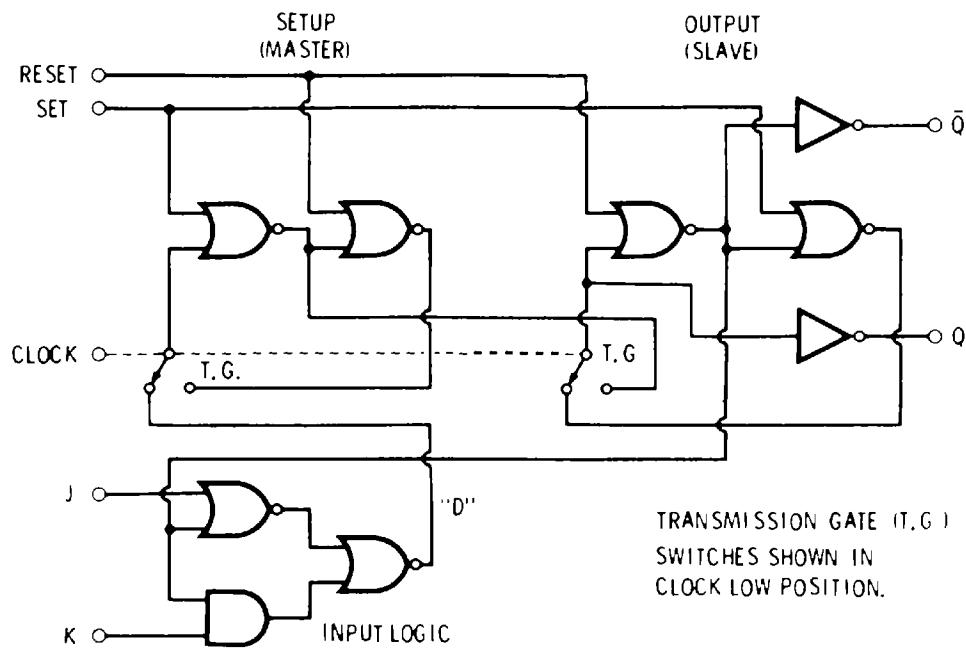 SETUP
(MASTER)
OUTPUT
(SLAVE)
RESET
SET
Q̄
CLOCK
T.G.
T.G
Q
J
"D"
K
INPUT LOGIC
TRANSMISSION GATE (T.G)
SWITCHES SHOWN IN
CLOCK LOW POSITION.